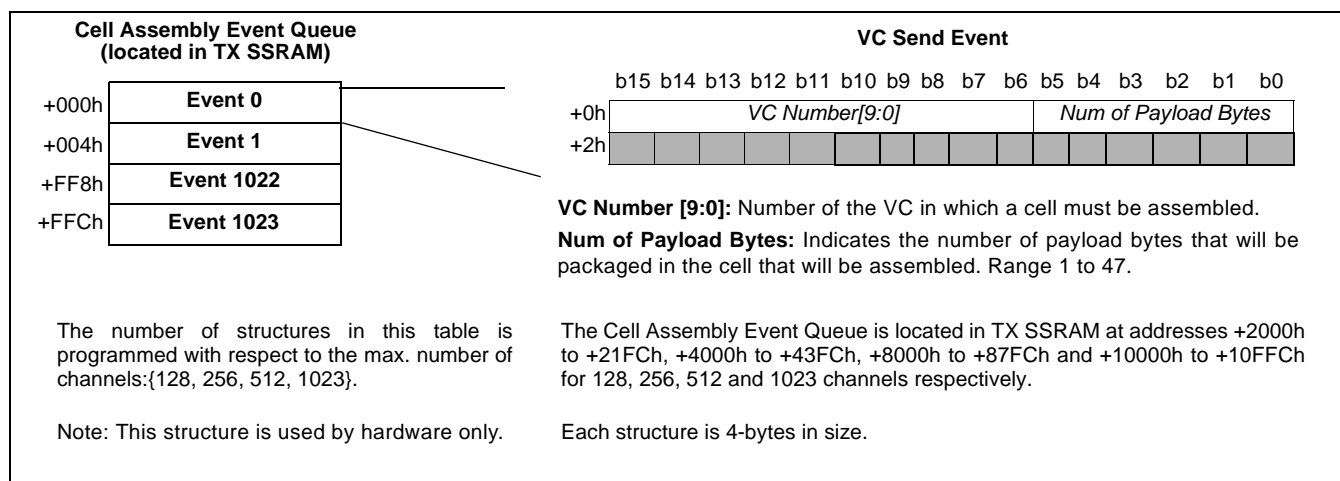 Cell Assembly Event Queue
(located in TX SSRAM)
+000h Event 0
+004h Event 1
+FF8h Event 1022
+FFCh Event 1023
VC Send Event
b15 b14 b13 b12 b11 b10 b9 b8 b7 b6 b5 b4 b3 b2 b1 b0
+0h VC Number[9:0] Num of Payload Bytes
+2h
VC Number [9:0]: Number of the VC in which a cell must be assembled.
Num of Payload Bytes: Indicates the number of payload bytes that will be
packaged in the cell that will be assembled. Range 1 to 47.
The number of structures in this table is
programmed with respect to the max. number of
channels:{128, 256, 512, 1023}.
Note: This structure is used by hardware only.
The Cell Assembly Event Queue is located in TX SSRAM at addresses +2000h
to +21FCh, +4000h to +43FCh, +8000h to +87FCh and +10000h to +10FFCh
for 128, 256, 512 and 1023 channels respectively.
Each structure is 4-bytes in size.